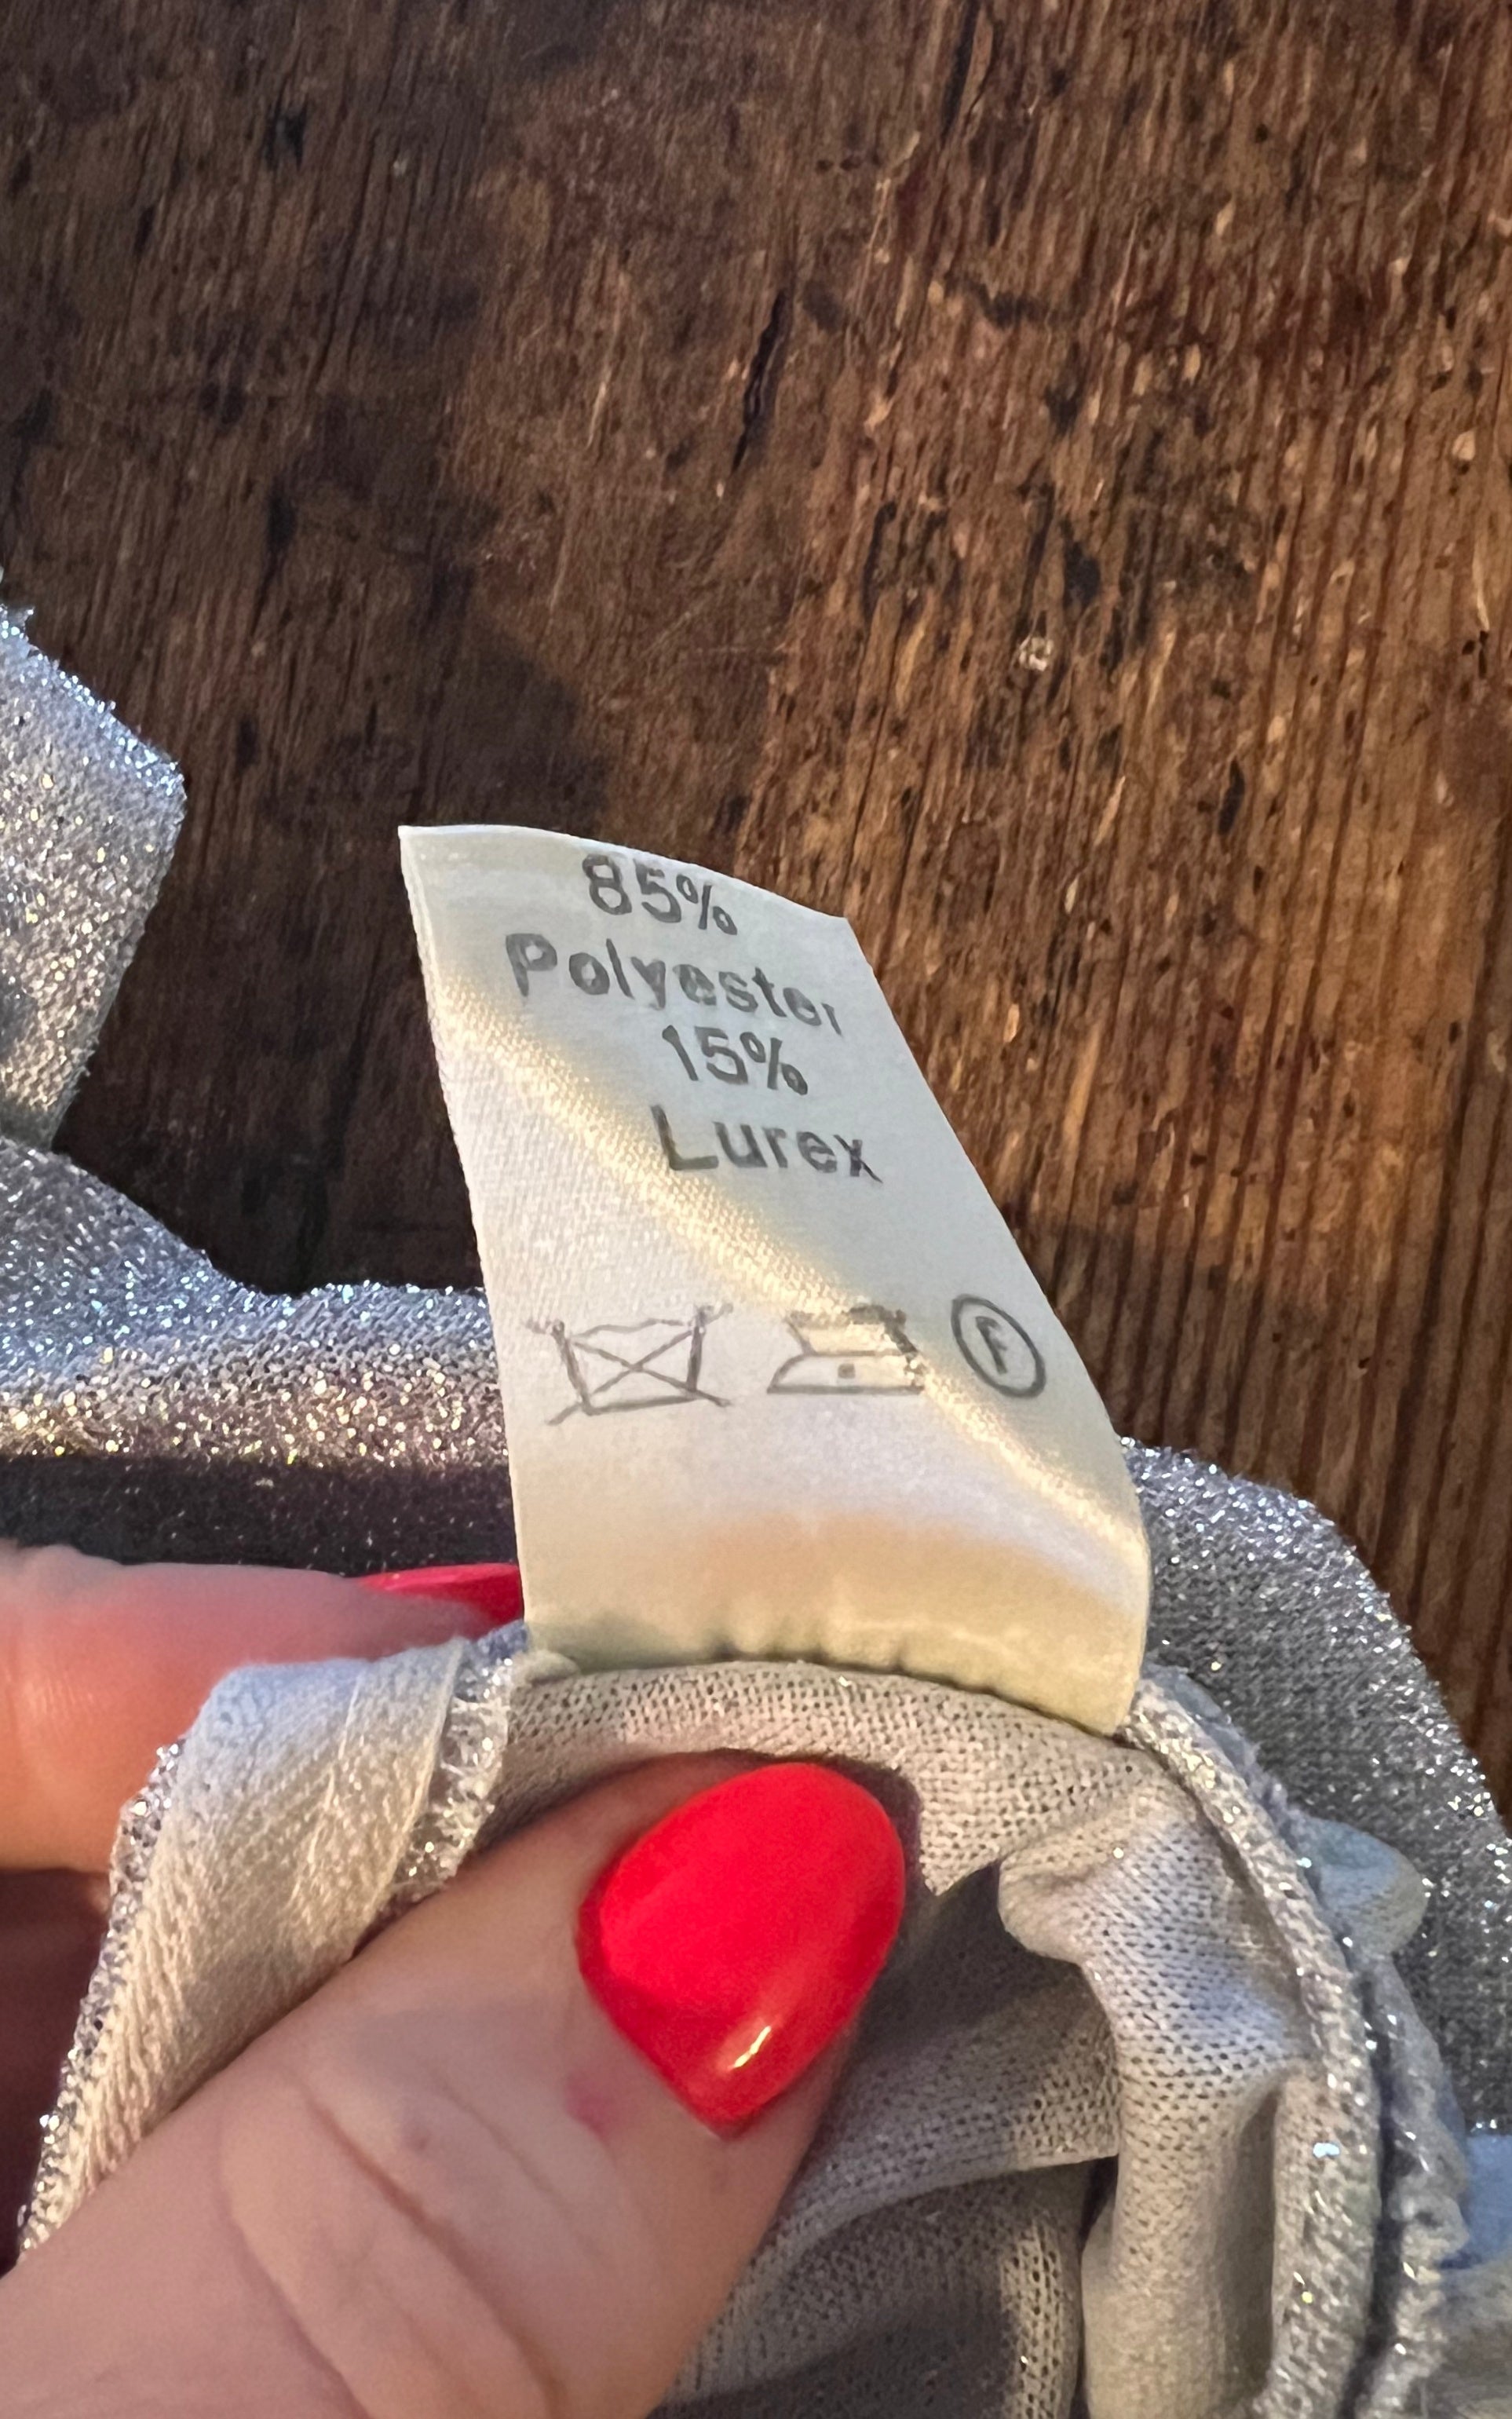 85%
Polyester
15%
Lurex
F